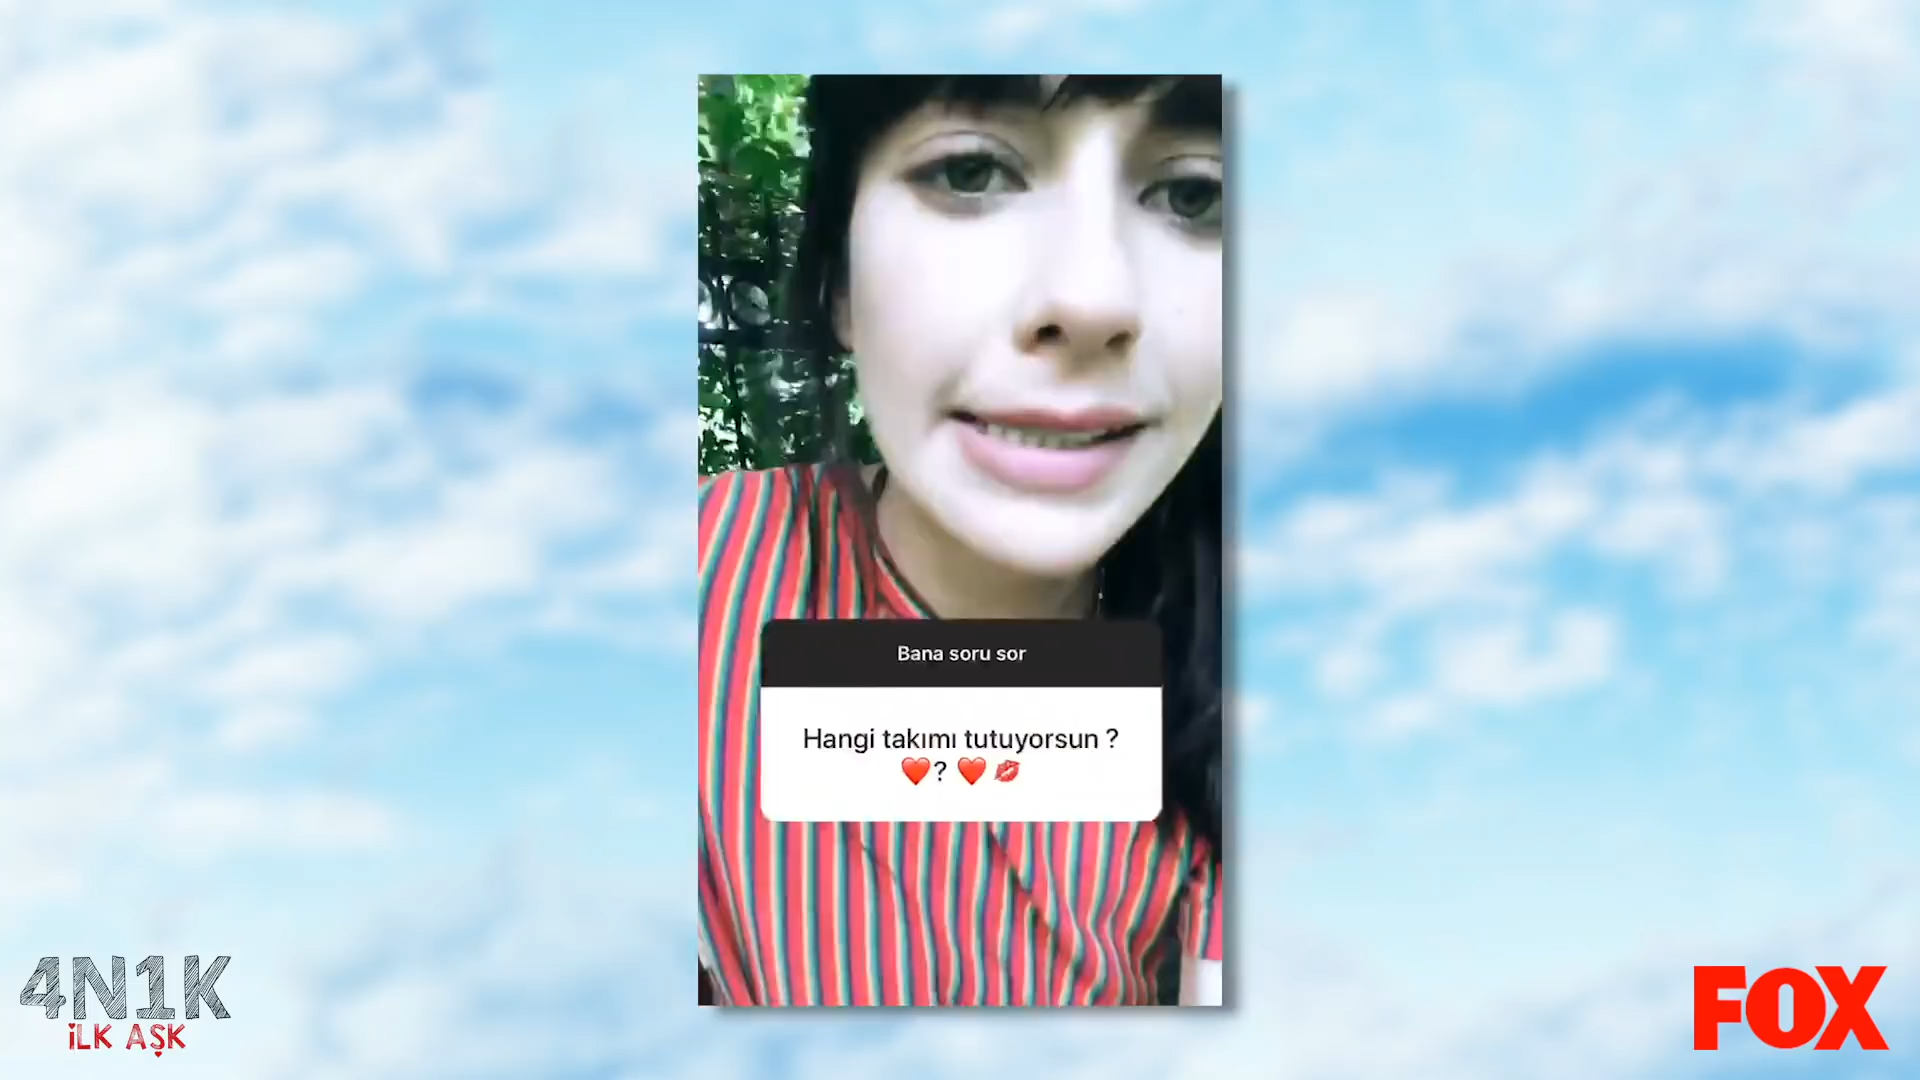 Bana soru sor
Hangi takımı tutuyorsun ?
❤️? ❤️💋
4N1K
İLK AŞK
FOX